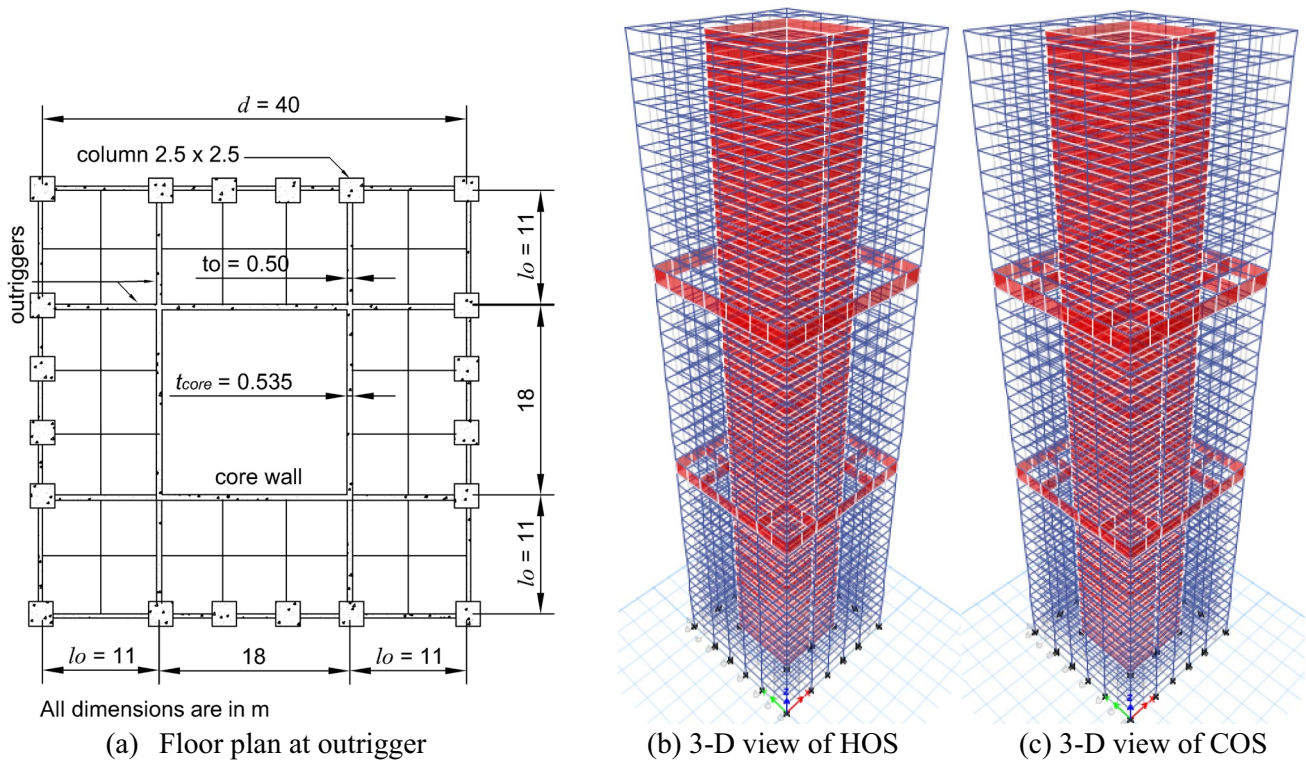 d = 40
column 2.5 x 2.5
to = 0.50
lo = 11
outriggers
tcore = 0.535
18
core wall
lo = 11
lo = 11
18
lo = 11
All dimensions are in m
(a) Floor plan at outrigger
(b) 3-D view of HOS
(c) 3-D view of COS